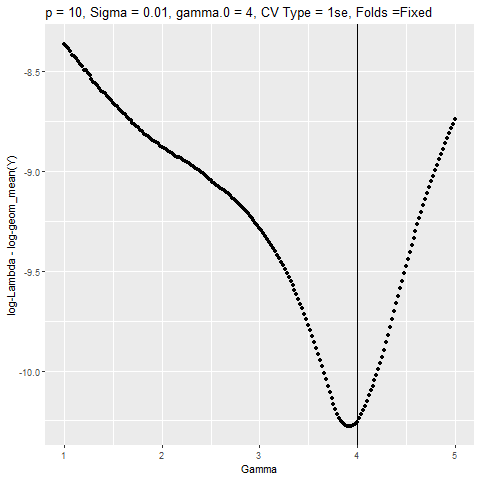 p = 10, Sigma = 0.01, gamma.0 = 4, CV Type = 1se, Folds =Fixed
log-Lambda - log-geom_mean(Y)
-8.5
-9.0
-9.5
-10.0
1 2 3 4 5
Gamma